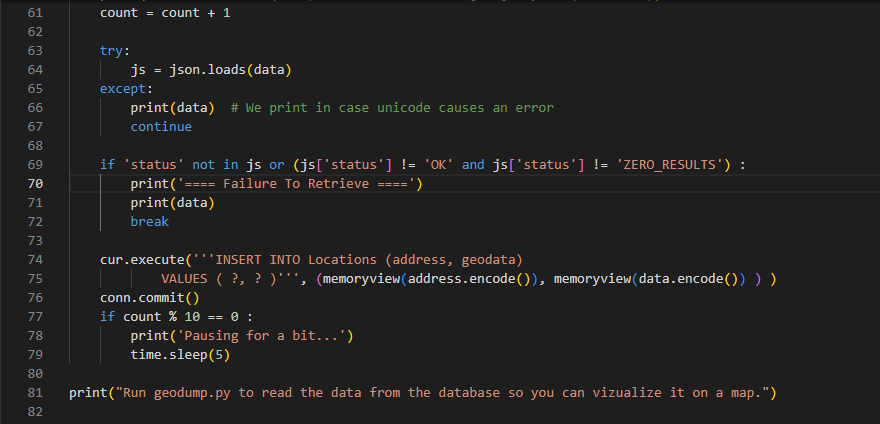 61 count = count + 1
62
63 try:
64 js = json.loads(data)
65 except:
66 print(data) # We print in case unicode causes an error
67 continue
68
69 if 'status' not in js or (js['status'] != 'OK' and js['status'] != 'ZERO_RESULTS') :
70 print('==== Failure To Retrieve ====')
71 print(data)
72 break
73
74 cur.execute('''INSERT INTO Locations (address, geodata)
75 VALUES ( ?, ? )''', (memoryview(address.encode()), memoryview(data.encode()) ) )
76 conn.commit()
77 if count % 10 == 0 :
78 print('Pausing for a bit...')
79 time.sleep(5)
80
81 print("Run geodump.py to read the data from the database so you can vizualize it on a map.")
82